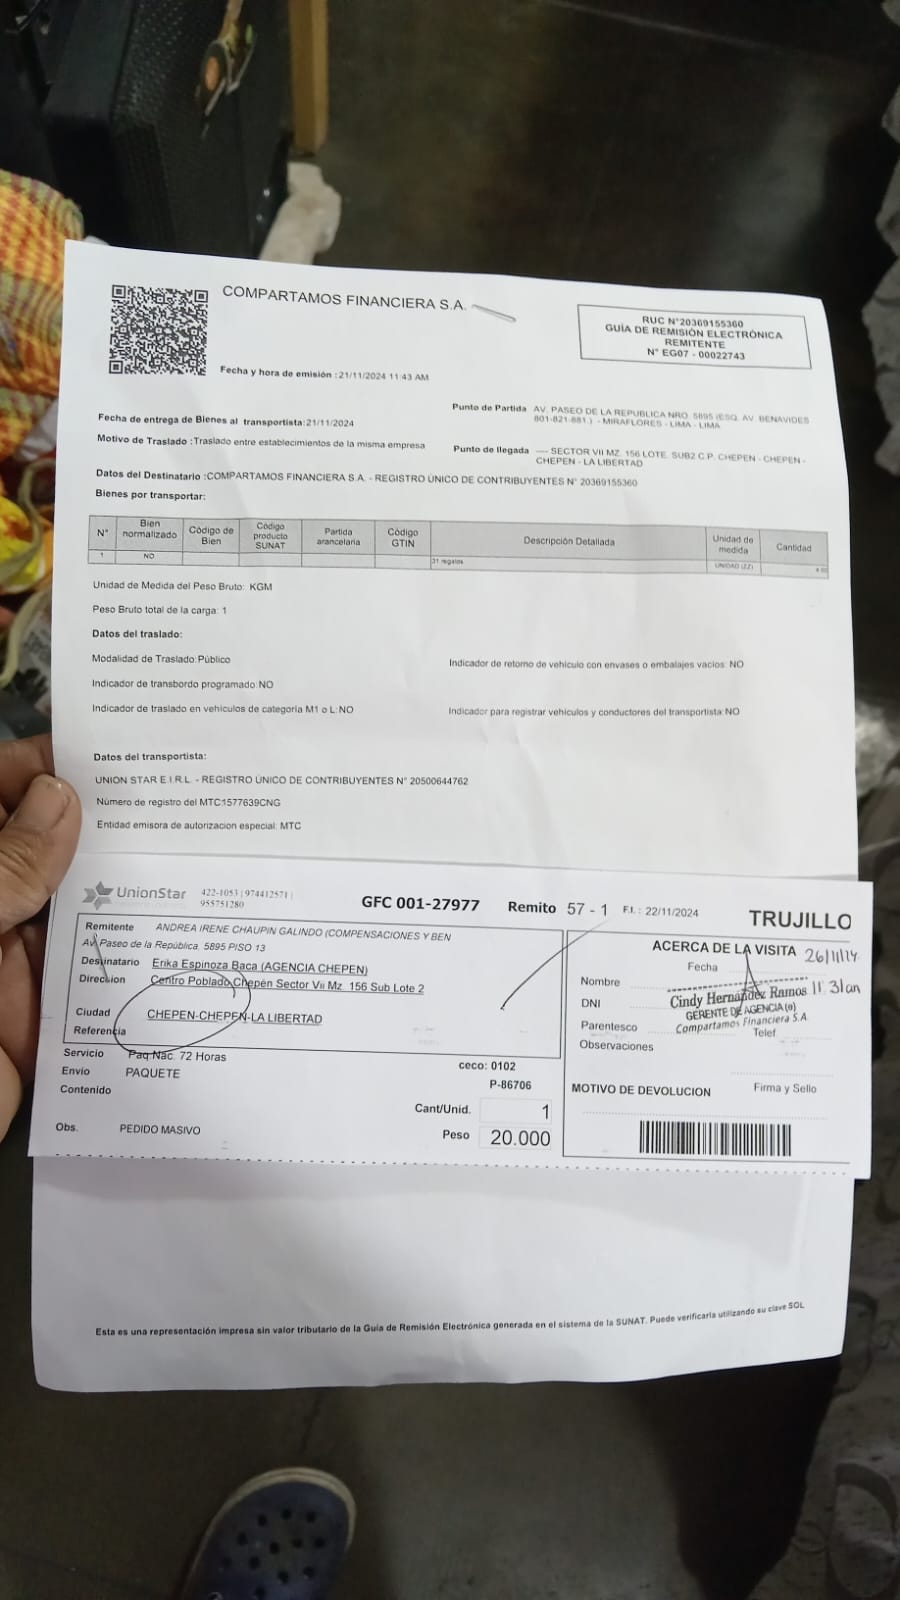 COMPARTAMOS FINANCIERA S.A.
RUC N°20369155360
GUÍA DE REMISIÓN ELECTRÓNICA
REMITENTE
N° EG07 - 00022743
Fecha y hora de emisión :21/11/2024 11:43 AM
Fecha de entrega de Bienes al transportista:21/11/2024
Punto de Partida AV. PASEO DE LA REPUBLICA NRO. 5895 (ESQ. AV. BENAVIDES
801-821-881,) - MIRAFLORES - LIMA - LIMA
Motivo de Traslado :Traslado entre establecimientos de la misma empresa
Punto de llegada ---- SECTOR VII MZ. 156 LOTE. SUB2 C.P. CHEPEN - CHEPEN -
CHEPEN - LA LIBERTAD
Datos del Destinatario :COMPARTAMOS FINANCIERA S.A. - REGISTRO ÚNICO DE CONTRIBUYENTES N° 20369155360
Bienes por transportar:
N° Bien normalizado Código de Bien Código producto SUNAT Partida arancelaria Código GTIN Descripción Detallada Unidad de medida Cantidad
1 NO 31 regalos UNIDAD (ZZ)
Unidad de Medida del Peso Bruto: KGM
Peso Bruto total de la carga: 1
Datos del traslado:
Modalidad de Traslado:Público
Indicador de retorno de vehículo con envases o embalajes vacíos: NO
Indicador de transbordo programado:NO
Indicador de traslado en vehículos de categoría M1 o L:NO
Indicador para registrar vehículos y conductores del transportista:NO
Datos del transportista:
UNION STAR E.I.R.L. - REGISTRO ÚNICO DE CONTRIBUYENTES N° 20500644762
Número de registro del MTC:1577639CNG
Entidad emisora de autorizacion especial: MTC
UnionStar
422-1053 | 974412571 |
955751280
GFC 001-27977
Remito 57 - 1 F.I. : 22/11/2024
TRUJILLO
Remitente ANDREA IRENE CHAUPIN GALINDO (COMPENSACIONES Y BEN
Av. Paseo de la República, 5895 PISO 13
Destinatario Erika Espinoza Baca (AGENCIA CHEPEN)
Dirección Centro Poblado Chepén Sector Vii Mz. 156 Sub Lote 2
Ciudad CHEPEN-CHEPEN-LA LIBERTAD
Referencia
Servicio Paq Nac. 72 Horas
Envío PAQUETE
Contenido
Obs. PEDIDO MASIVO
ceco: 0102
P-86706
Cant/Unid. 1
Peso 20.000
ACERCA DE LA VISITA 26/11/14
Fecha
Nombre
Cindy Hernández Ramos 11:31am
DNI
GERENTE DE AGENCIA(e)
Parentesco
Compartamos Financiera S.A.
Telef.
Observaciones
MOTIVO DE DEVOLUCION Firma y Sello
Esta es una representación impresa sin valor tributario de la Guía de Remisión Electrónica generada en el sistema de la SUNAT. Puede verificarla utilizando su clave SOL